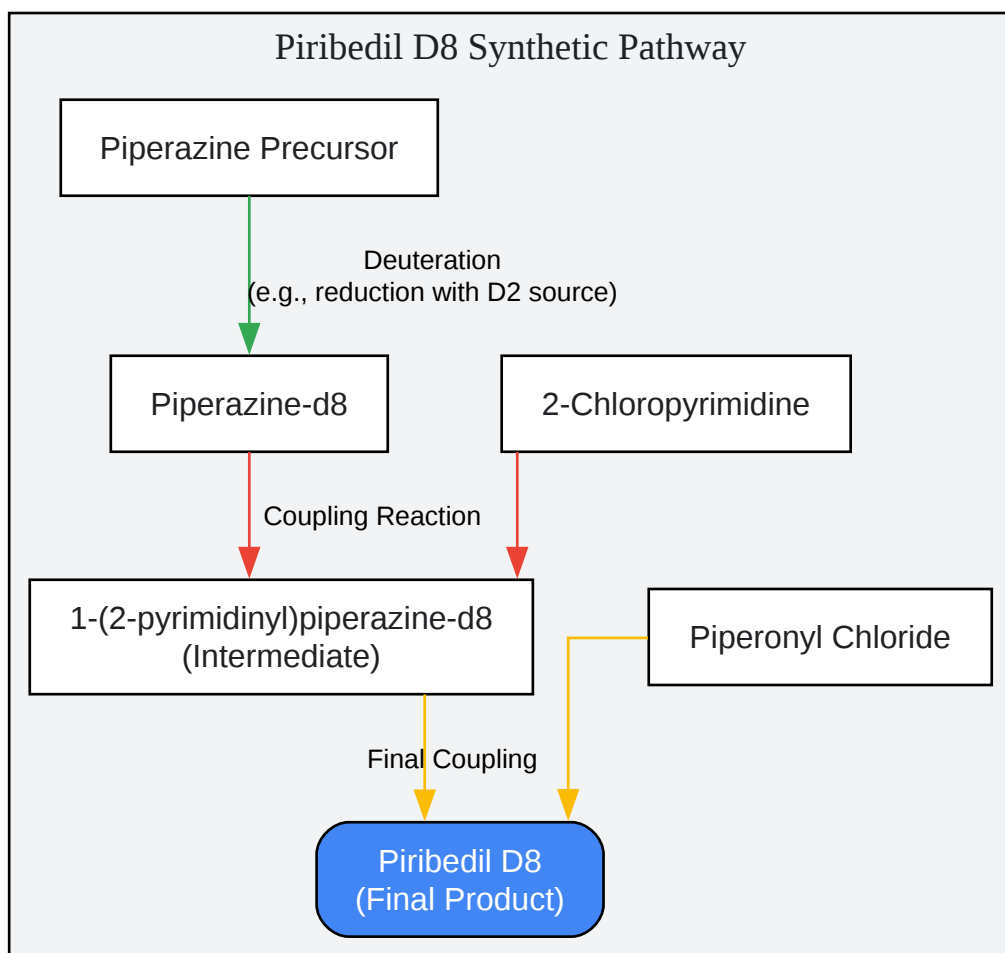 Piribedil D8 Synthetic Pathway
Piperazine Precursor
Deuteration
(e.g., reduction with D2 source)
Piperazine-d8
2-Chloropyrimidine
Coupling Reaction
1-(2-pyrimidinyl)piperazine-d8
(Intermediate)
Piperonyl Chloride
Final Coupling
Piribedil D8
(Final Product)